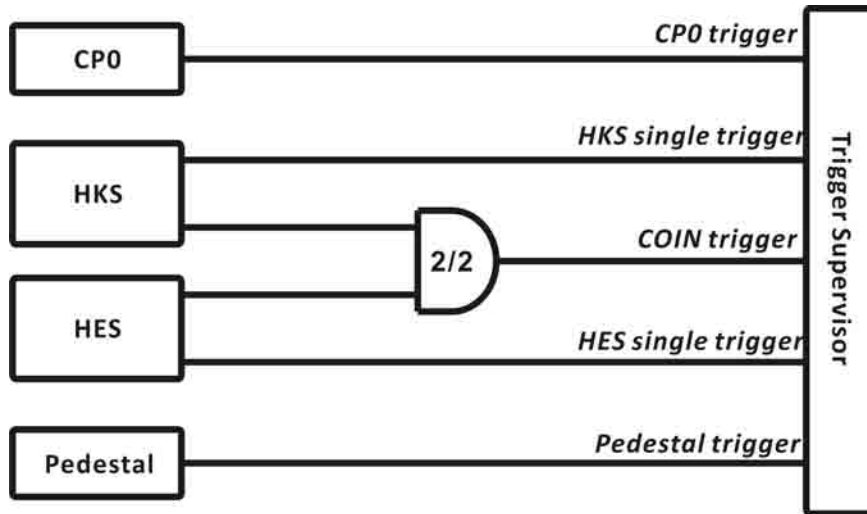 CP0 trigger
CP0
HKS single trigger
HKS
2/2
COIN trigger
HES
HES single trigger
Pedestal trigger
Pedestal
Trigger Supervisor